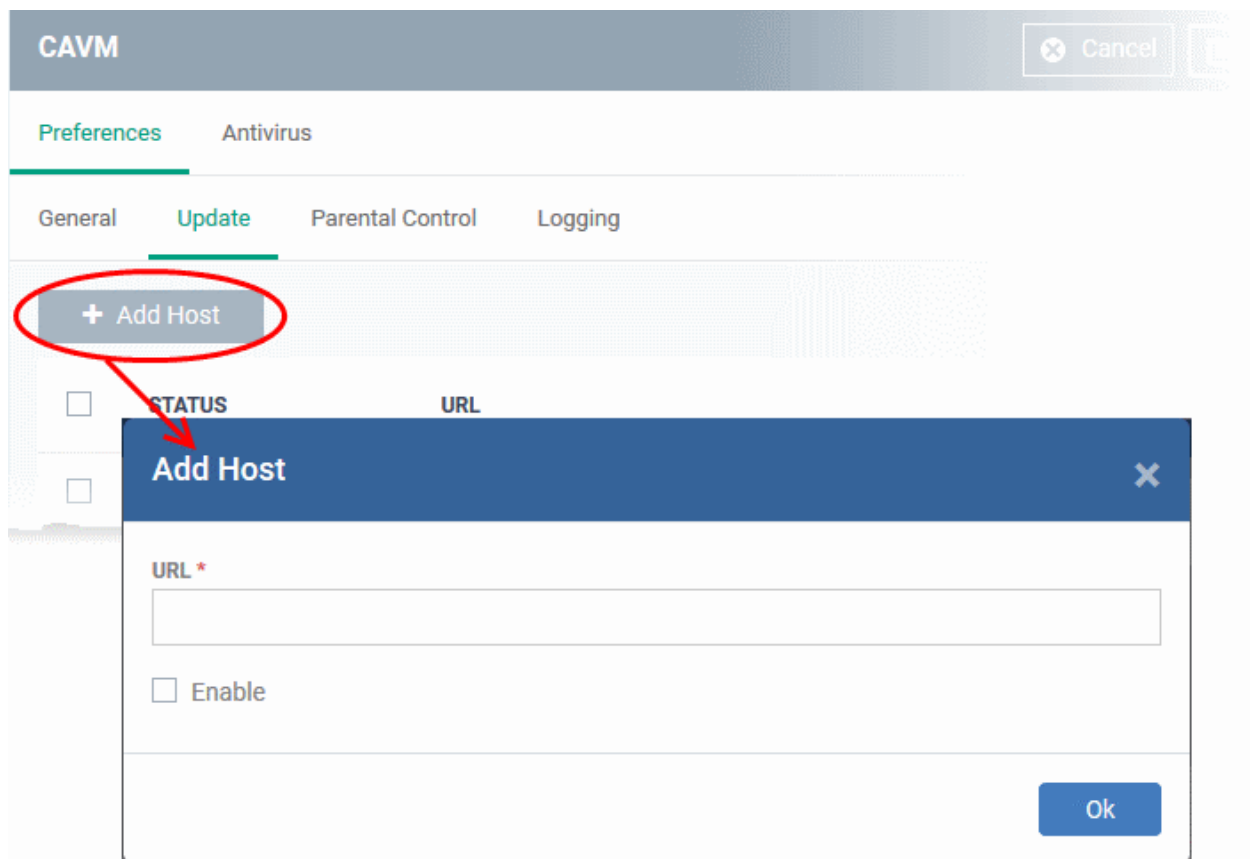 CAVM
Cancel
Preferences Antivirus
General Update Parental Control Logging
+ Add Host
STATUS URL
Add Host
URL *
Enable
Ok